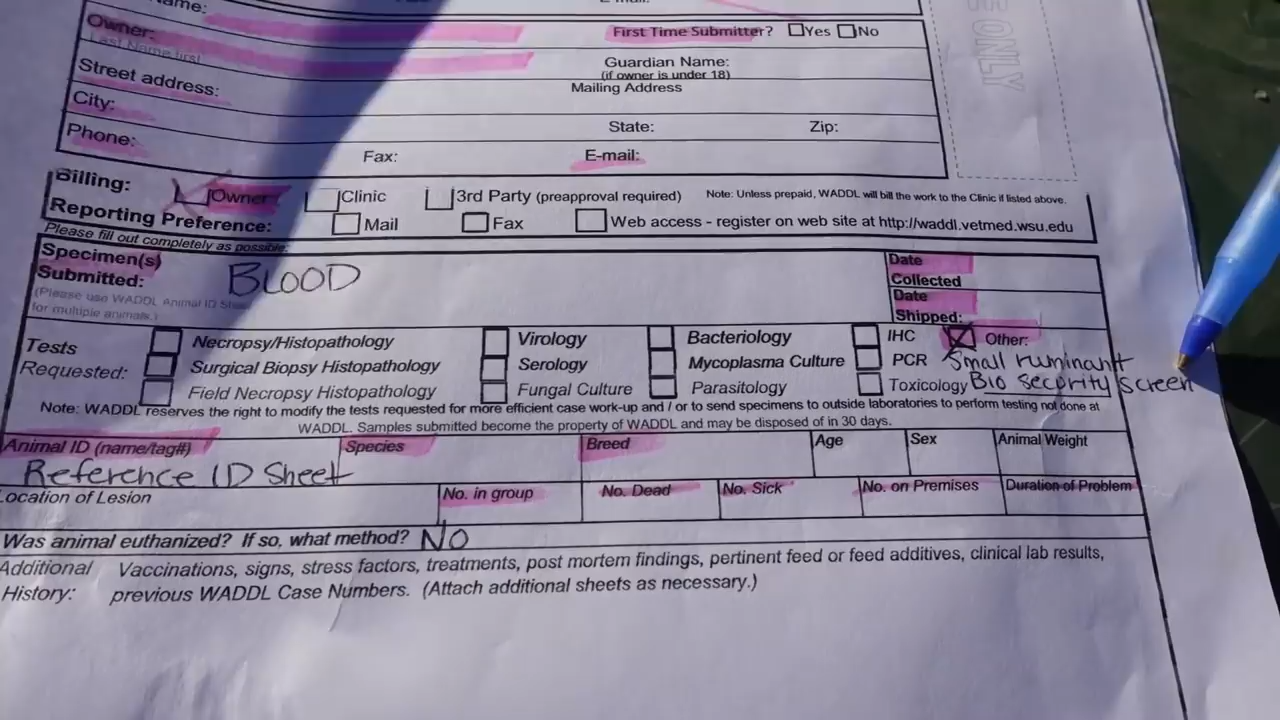 Name:
E-mail:
Owner: First Time Submitter? Yes No
Last Name first
Guardian Name:
(if owner is under 18)
Street address: Mailing Address
City:
State: Zip:
Phone:
Fax: E-mail:
Billing: Owner Clinic 3rd Party (preapproval required) Note: Unless prepaid, WADDL will bill the work to the Clinic if listed above.
Reporting Preference: Mail Fax Web access - register on web site at http://waddl.vetmed.wsu.edu
Please fill out completely as possible.
Specimen(s) BLOOD Date
Submitted: Collected
(Please use WADDL Animal ID Date
for multiple animals.) Shipped:
Tests Necropsy/Histopathology Virology Bacteriology IHC Other:
Requested: Surgical Biopsy Histopathology Serology Mycoplasma Culture PCR Small ruminant
Field Necropsy Histopathology Fungal Culture Parasitology Toxicology Bio security screen
Note: WADDL reserves the right to modify the tests requested for more efficient case work-up and / or to send specimens to outside laboratories to perform testing not done at
WADDL. Samples submitted become the property of WADDL and may be disposed of in 30 days.
Animal ID (name/tag#) Species Breed Age Sex Animal Weight
Reference ID Sheet
Location of Lesion No. in group No. Dead No. Sick No. on Premises Duration of Problem
Was animal euthanized? If so, what method? NO
Additional Vaccinations, signs, stress factors, treatments, post mortem findings, pertinent feed or feed additives, clinical lab results,
History: previous WADDL Case Numbers. (Attach additional sheets as necessary.)
ONLY